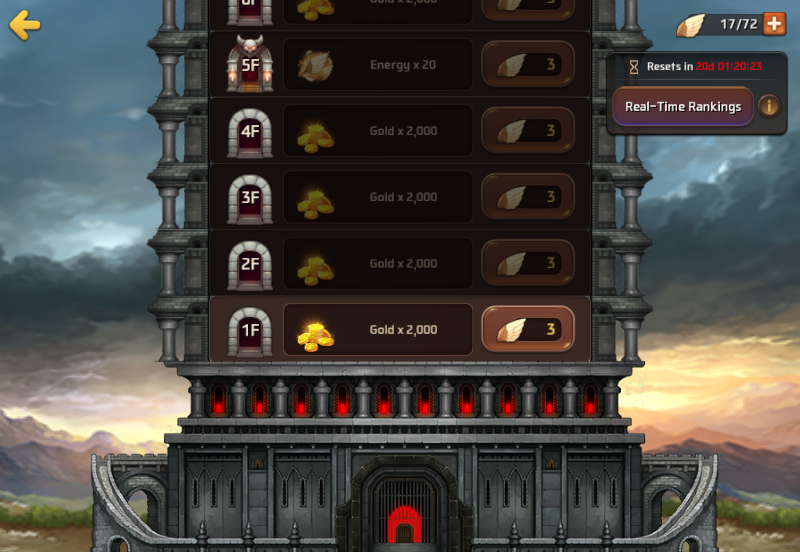 17/72
Resets in 20d 01:20:23
Real-Time Rankings
i
5F Energy x 20 3
4F Gold x 2,000 3
3F Gold x 2,000 3
2F Gold x 2,000 3
1F Gold x 2,000 3